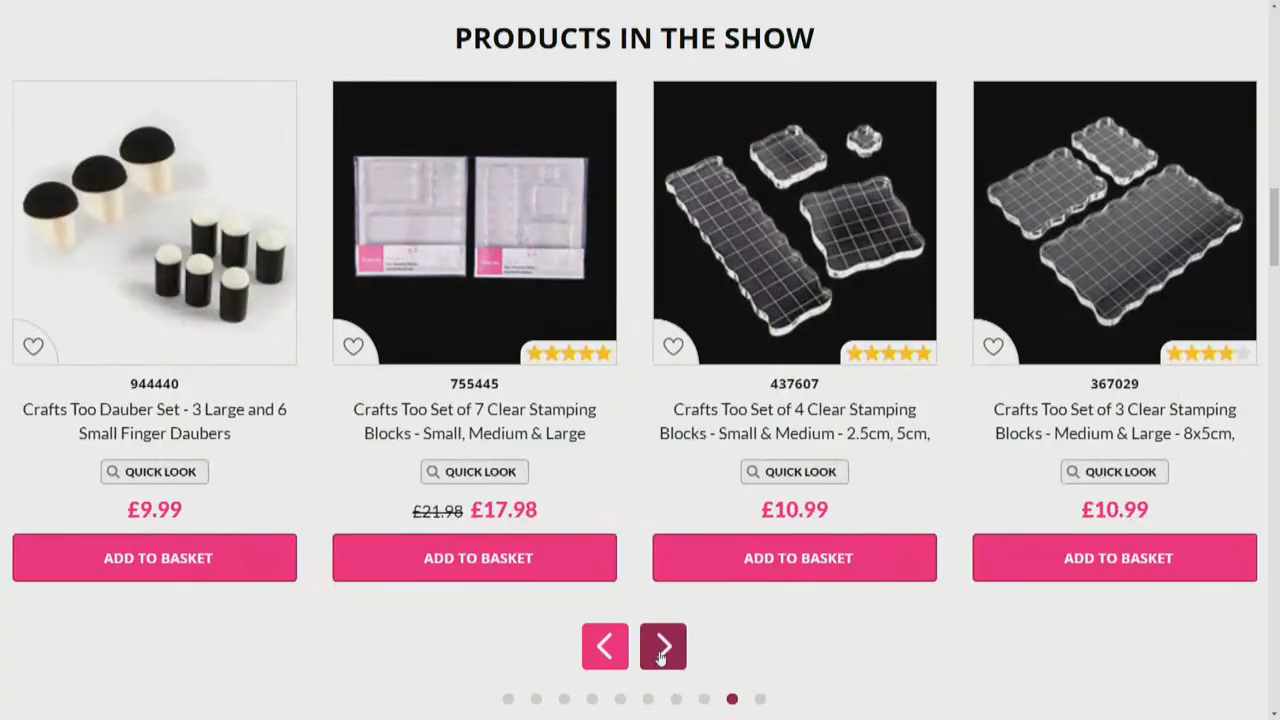 PRODUCTS IN THE SHOW
944440
Crafts Too Dauber Set - 3 Large and 6
Small Finger Daubers
QUICK LOOK
£9.99
ADD TO BASKET
755445
Crafts Too Set of 7 Clear Stamping
Blocks - Small, Medium & Large
QUICK LOOK
£21.98 £17.98
ADD TO BASKET
437607
Crafts Too Set of 4 Clear Stamping
Blocks - Small & Medium - 2.5cm, 5cm,
QUICK LOOK
£10.99
ADD TO BASKET
367029
Crafts Too Set of 3 Clear Stamping
Blocks - Medium & Large - 8x5cm,
QUICK LOOK
£10.99
ADD TO BASKET